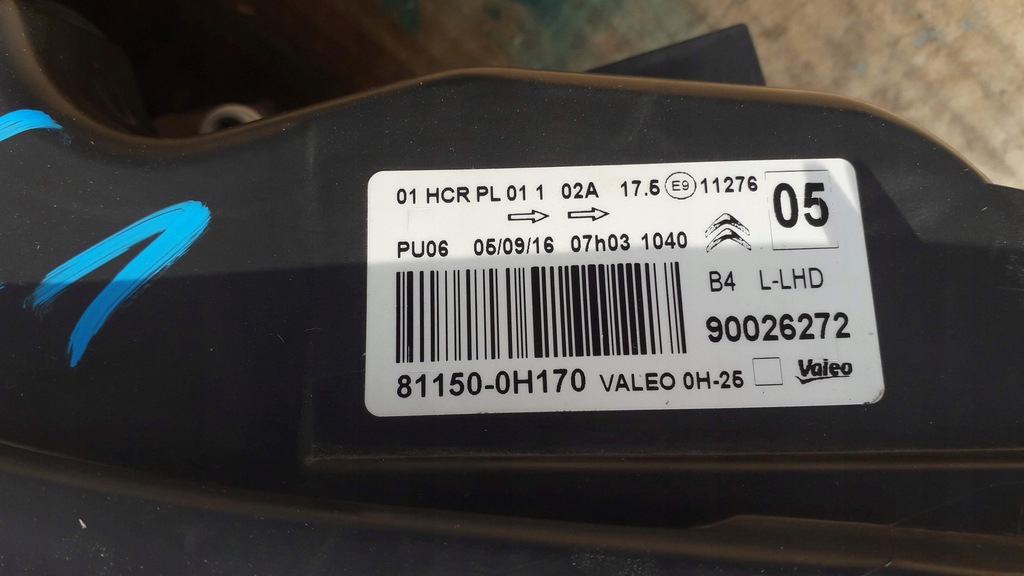 01 HCR PL 01 1 02A 17.5 E9 11276 05
PU06 05/09/16 07h03 1040
B4 L-LHD
90026272
81150-0H170 VALEO 0H-25 Valeo